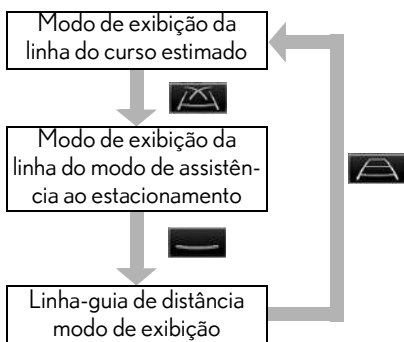 Modo de exibição da
linha do curso estimado
Modo de exibição da
linha do modo de assistên-
cia ao estacionamento
Linha-guia de distância
modo de exibição